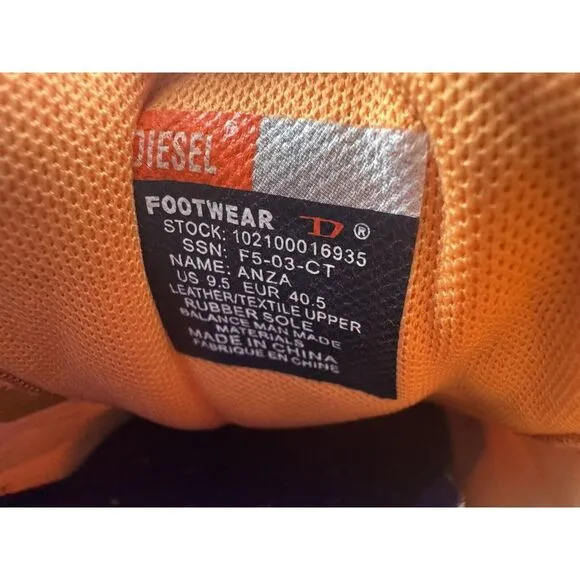 DIESEL®
FOOTWEAR D®
STOCK: 102100016935
SSN: F5-03-CT
NAME: ANZA
US 9.5 EUR 40.5
LEATHER/TEXTILE UPPER
RUBBER SOLE
BALANCE MAN MADE
MATERIALS
MADE IN CHINA
FABRIQUE EN CHINE